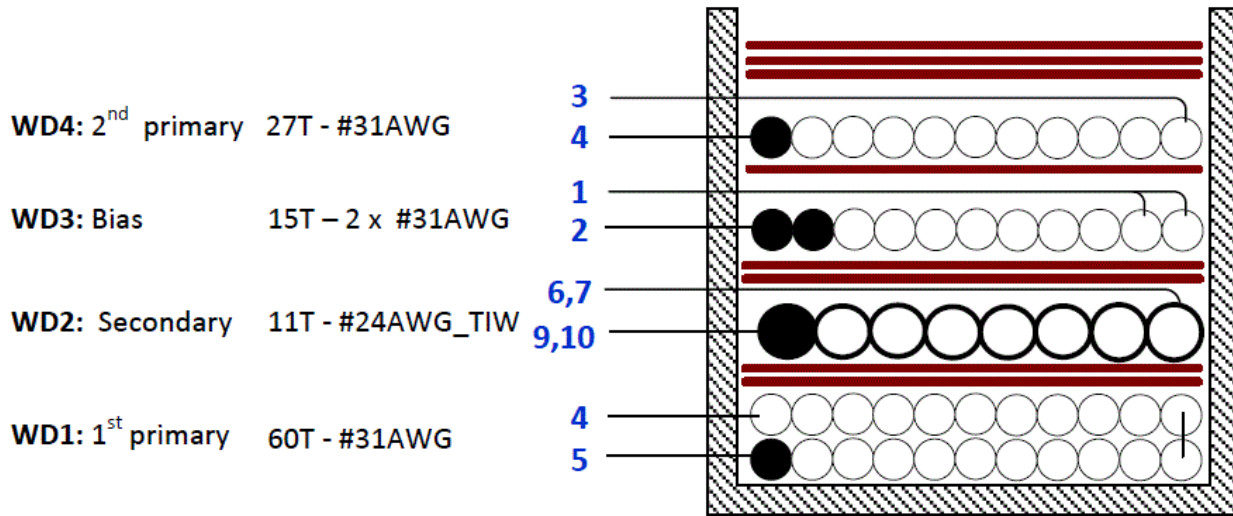 WD4: 2nd primary 27T - #31AWG
3
4
WD3: Bias 15T – 2 x #31AWG
1
2
WD2: Secondary 11T - #24AWG_TIW
6,7
9,10
WD1: 1st primary 60T - #31AWG
4
5